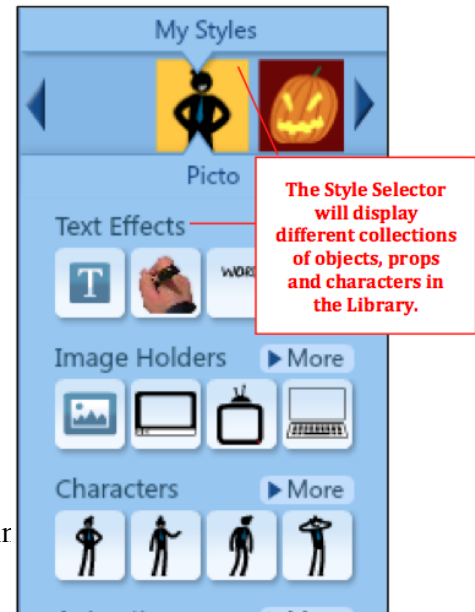 My Styles
Picto
The Style Selector
will display
different collections
of objects, props
and characters in
the Library.
Text Effects
T
Image Holders
More
Characters
More